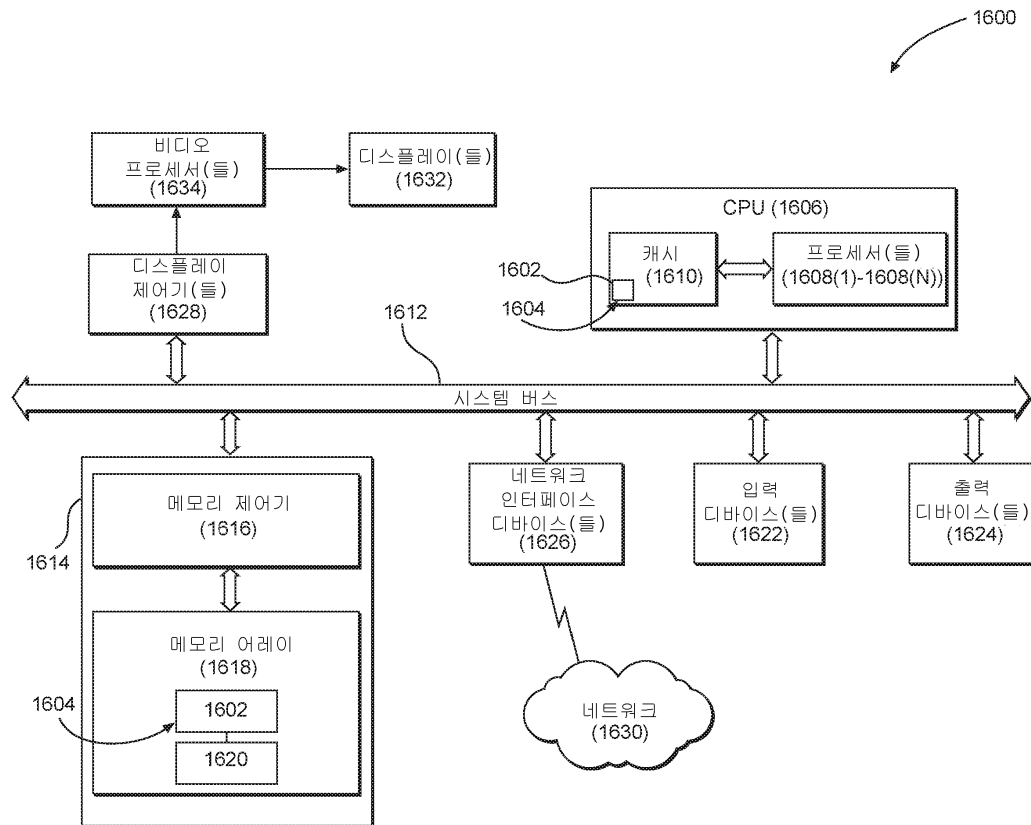 1600
비디오
프로세서(들)
(1634)
디스플레이(들)
(1632)
디스플레이
제어기(들)
(1628)
CPU (1606)
캐시
(1610)
프로세서(들)
(1608(1)-1608(N))
1602
1604
1612
시스템 버스
메모리 제어기
(1616)
1614
메모리 어레이
(1618)
1604
1602
1620
네트워크
인터페이스
디바이스(들)
(1626)
입력
디바이스(들)
(1622)
출력
디바이스(들)
(1624)
네트워크
(1630)